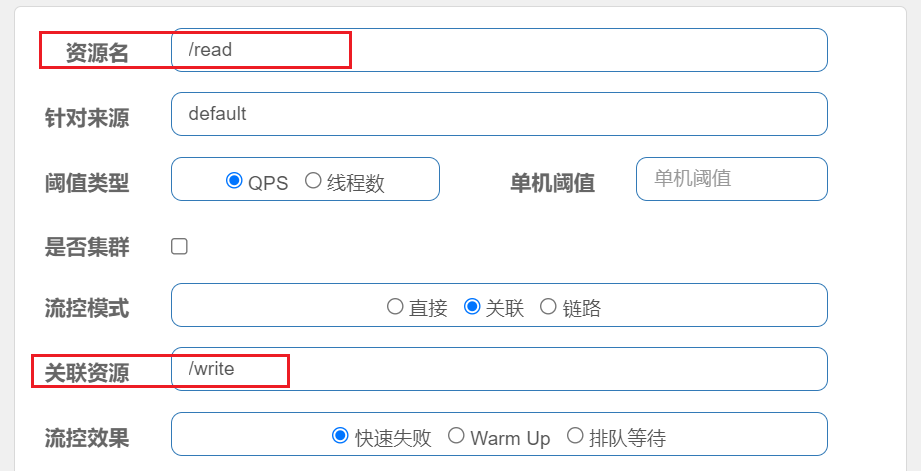 资源名 /read
针对来源 default
阈值类型 QPS 线程数 单机阈值 单机阈值
是否集群
流控模式 直接 关联 链路
关联资源 /write
流控效果 快速失败 Warm Up 排队等待